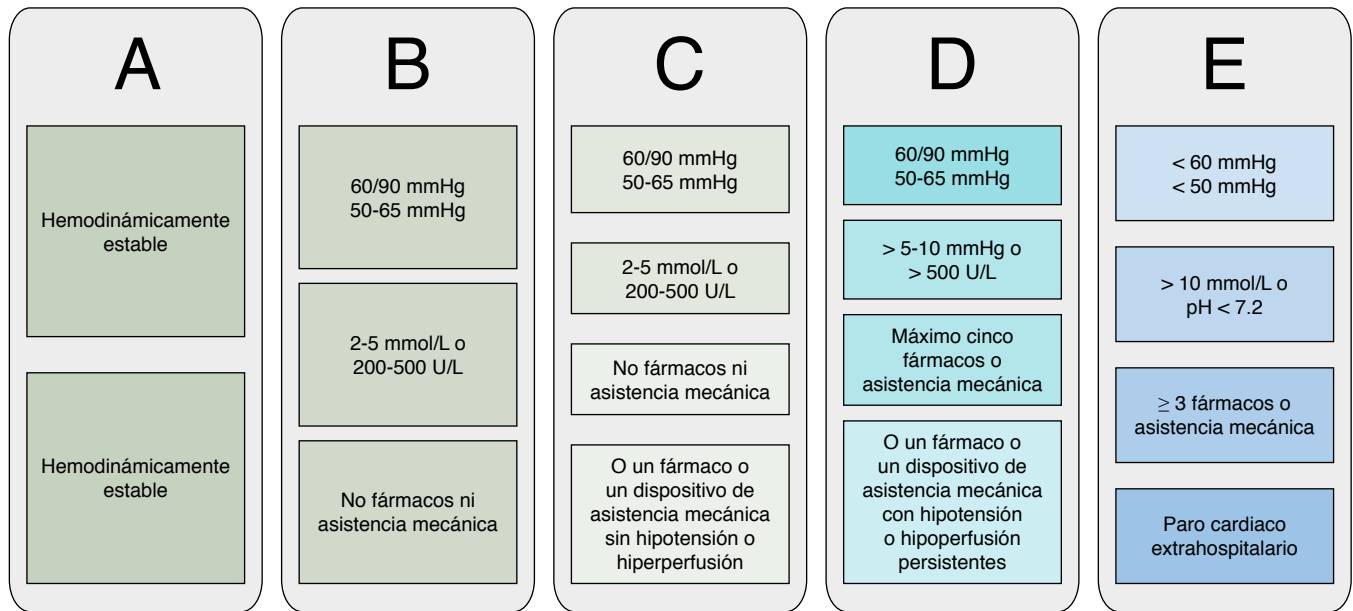 A
Hemodinámicamente
estable
Hemodinámicamente
estable
B
60/90 mmHg
50-65 mmHg
2-5 mmol/L o
200-500 U/L
No fármacos ni
asistencia mecánica
C
60/90 mmHg
50-65 mmHg
2-5 mmol/L o
200-500 U/L
No fármacos ni
asistencia mecánica
O un fármaco o
un dispositivo de
asistencia mecánica
sin hipotensión o
hiperperfusión
D
60/90 mmHg
50-65 mmHg
> 5-10 mmHg o
> 500 U/L
Máximo cinco
fármacos o
asistencia mecánica
O un fármaco o
un dispositivo de
asistencia mecánica
con hipotensión
o hipoperfusión
persistentes
E
< 60 mmHg
< 50 mmHg
> 10 mmol/L o
pH < 7.2
≥ 3 fármacos o
asistencia mecánica
Paro cardiaco
extrahospitalario